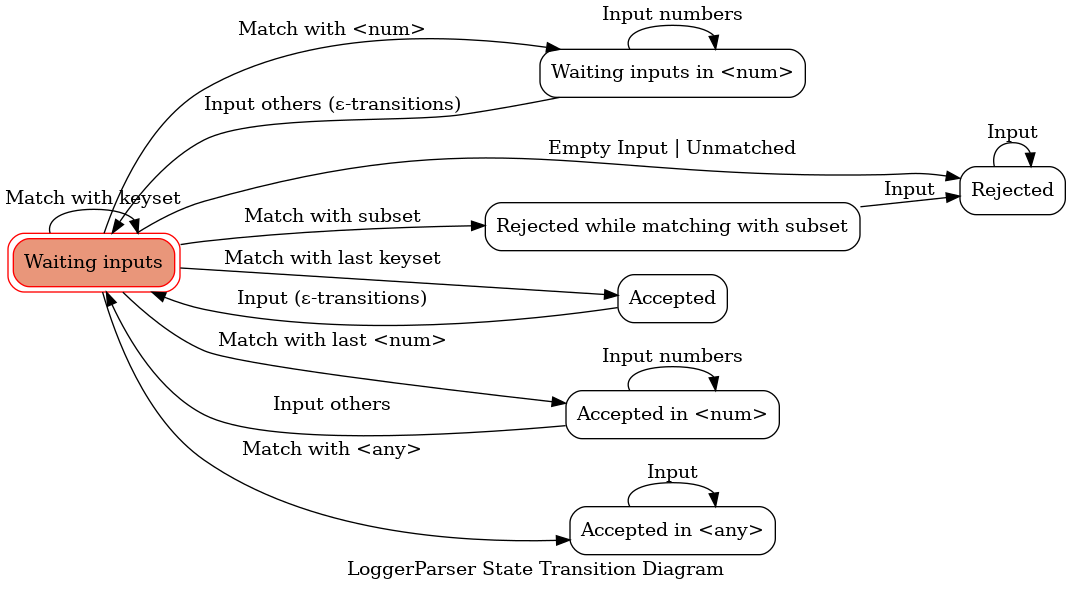 Match with <num>
Input numbers
Waiting inputs in <num>
Input others (ε-transitions)
Empty Input | Unmatched
Input
Rejected
Match with keyset
Input
Match with subset
Rejected while matching with subset
Waiting inputs
Match with last keyset
Input (ε-transitions)
Accepted
Match with last <num>
Input numbers
Input others
Accepted in <num>
Match with <any>
Input
Accepted in <any>
LoggerParser State Transition Diagram